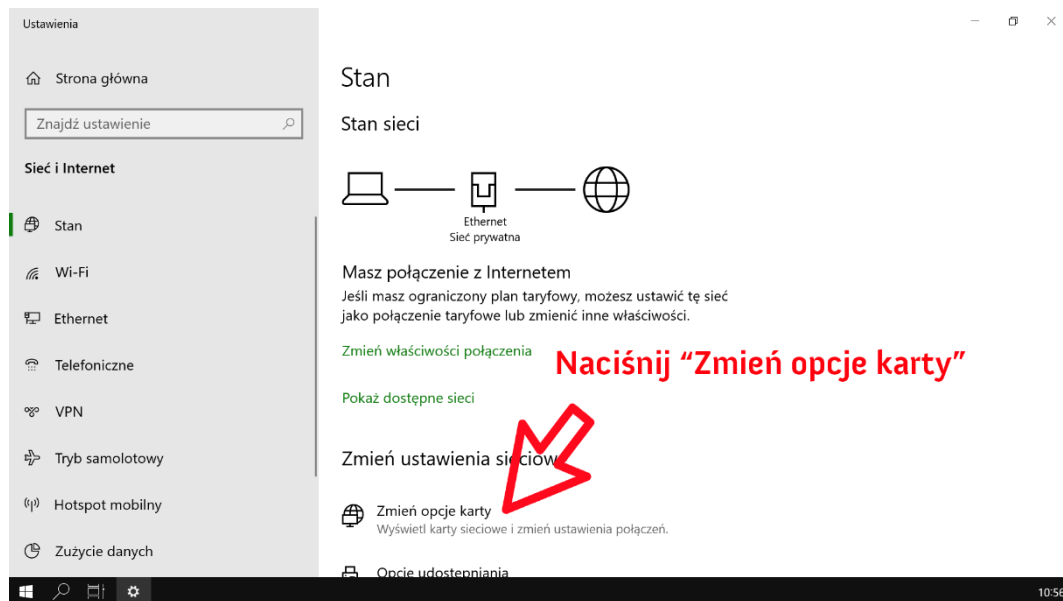 Ustawienia
Strona główna
Znajdź ustawienie
Sieć i Internet
Stan
Wi-Fi
Ethernet
Telefoniczne
VPN
Tryb samolotowy
Hotspot mobilny
Zużycie danych
Stan
Stan sieci
Ethernet
Sieć prywatna
Masz połączenie z Internetem
Jeśli masz ograniczony plan taryfowy, możesz ustawić tę sieć
jako połączenie taryfowe lub zmienić inne właściwości.
Zmień właściwości połączenia
Naciśnij “Zmień opcje karty”
Pokaż dostępne sieci
Zmień ustawienia sieciow
Zmień opcje karty
Wyświetl karty sieciowe i zmień ustawienia połączeń.
Opcje udostępniania
10:56